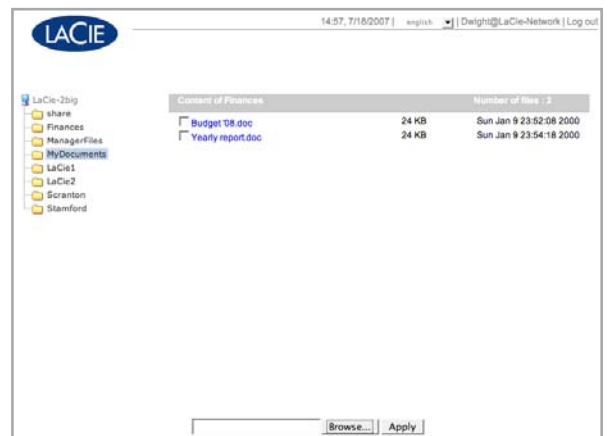 LACIE
14:57, 7/18/2007 | english | Dwight@LaCie-Network | Log out
LaCie-2big
share
Finances
ManagerFiles
MyDocuments
LaCie1
LaCie2
Scranton
Stamford
Content of Finances Number of files : 2
Budget '08.doc 24 KB Sun Jan 9 23:52:08 2000
Yearly report.doc 24 KB Sun Jan 9 23:54:18 2000
Browse... Apply